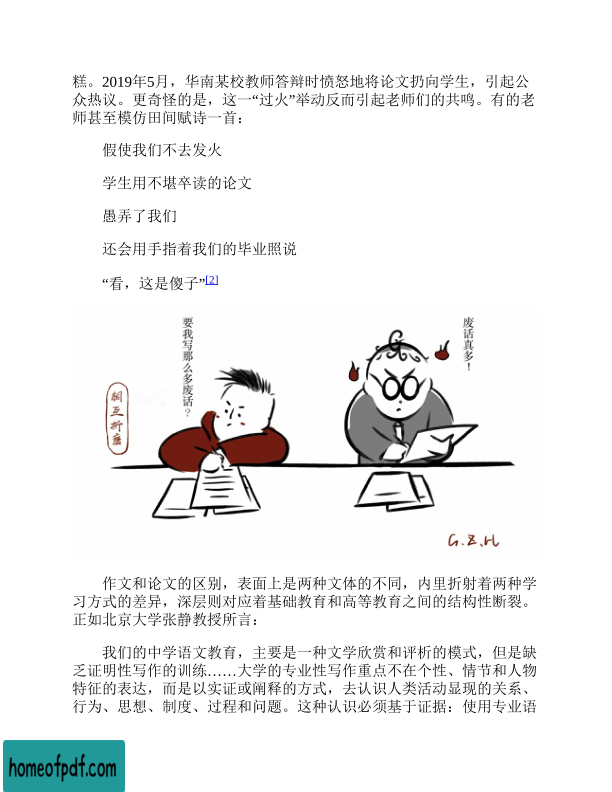 糕。2019年5月，华南某校教师答辩时愤怒地将论文扔向学生，引起公
众热议。更奇怪的是，这一“过火”举动反而引起老师们的共鸣。有的老
师甚至模仿田间赋诗一首：
假使我们不去发火
学生用不堪卒读的论文
愚弄了我们
还会用手指着我们的毕业照说
“看，这是傻子”[2]
要我写那么多废话？
废话真多！
相互折磨
G.Z.H
作文和论文的区别，表面上是两种文体的不同，内里折射着两种学
习方式的差异，深层则对应着基础教育和高等教育之间的结构性断裂。
正如北京大学张静教授所言：
我们的中学语文教育，主要是一种文学欣赏和评析的模式，但是缺
乏证明性写作的训练……大学的专业性写作重点不在个性、情节和人物
特征的表达，而是以实证或阐释的方式，去认识人类活动显现的关系、
行为、思想、制度、过程和问题。这种认识必须基于证据：使用专业语
homeofpdf.com